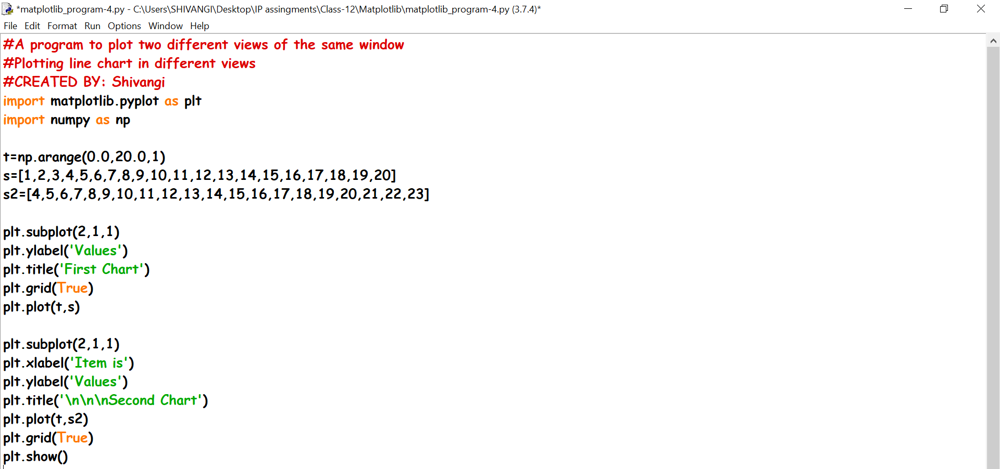 *matplotlib_program-4.py - C:\Users\SHIVANGI\Desktop\IP assingments\Class-12\Matplotlib\matplotlib_program-4.py (3.7.4)*
File Edit Format Run Options Window Help
#A program to plot two different views of the same window
#Plotting line chart in different views
#CREATED BY: Shivangi
import matplotlib.pyplot as plt
import numpy as np
t=np.arange(0.0,20.0,1)
s=[1,2,3,4,5,6,7,8,9,10,11,12,13,14,15,16,17,18,19,20]
s2=[4,5,6,7,8,9,10,11,12,13,14,15,16,17,18,19,20,21,22,23]
plt.subplot(2,1,1)
plt.ylabel('Values')
plt.title('First Chart')
plt.grid(True)
plt.plot(t,s)
plt.subplot(2,1,1)
plt.xlabel('Item is')
plt.ylabel('Values')
plt.title('\n\n\nSecond Chart')
plt.plot(t,s2)
plt.grid(True)
plt.show()